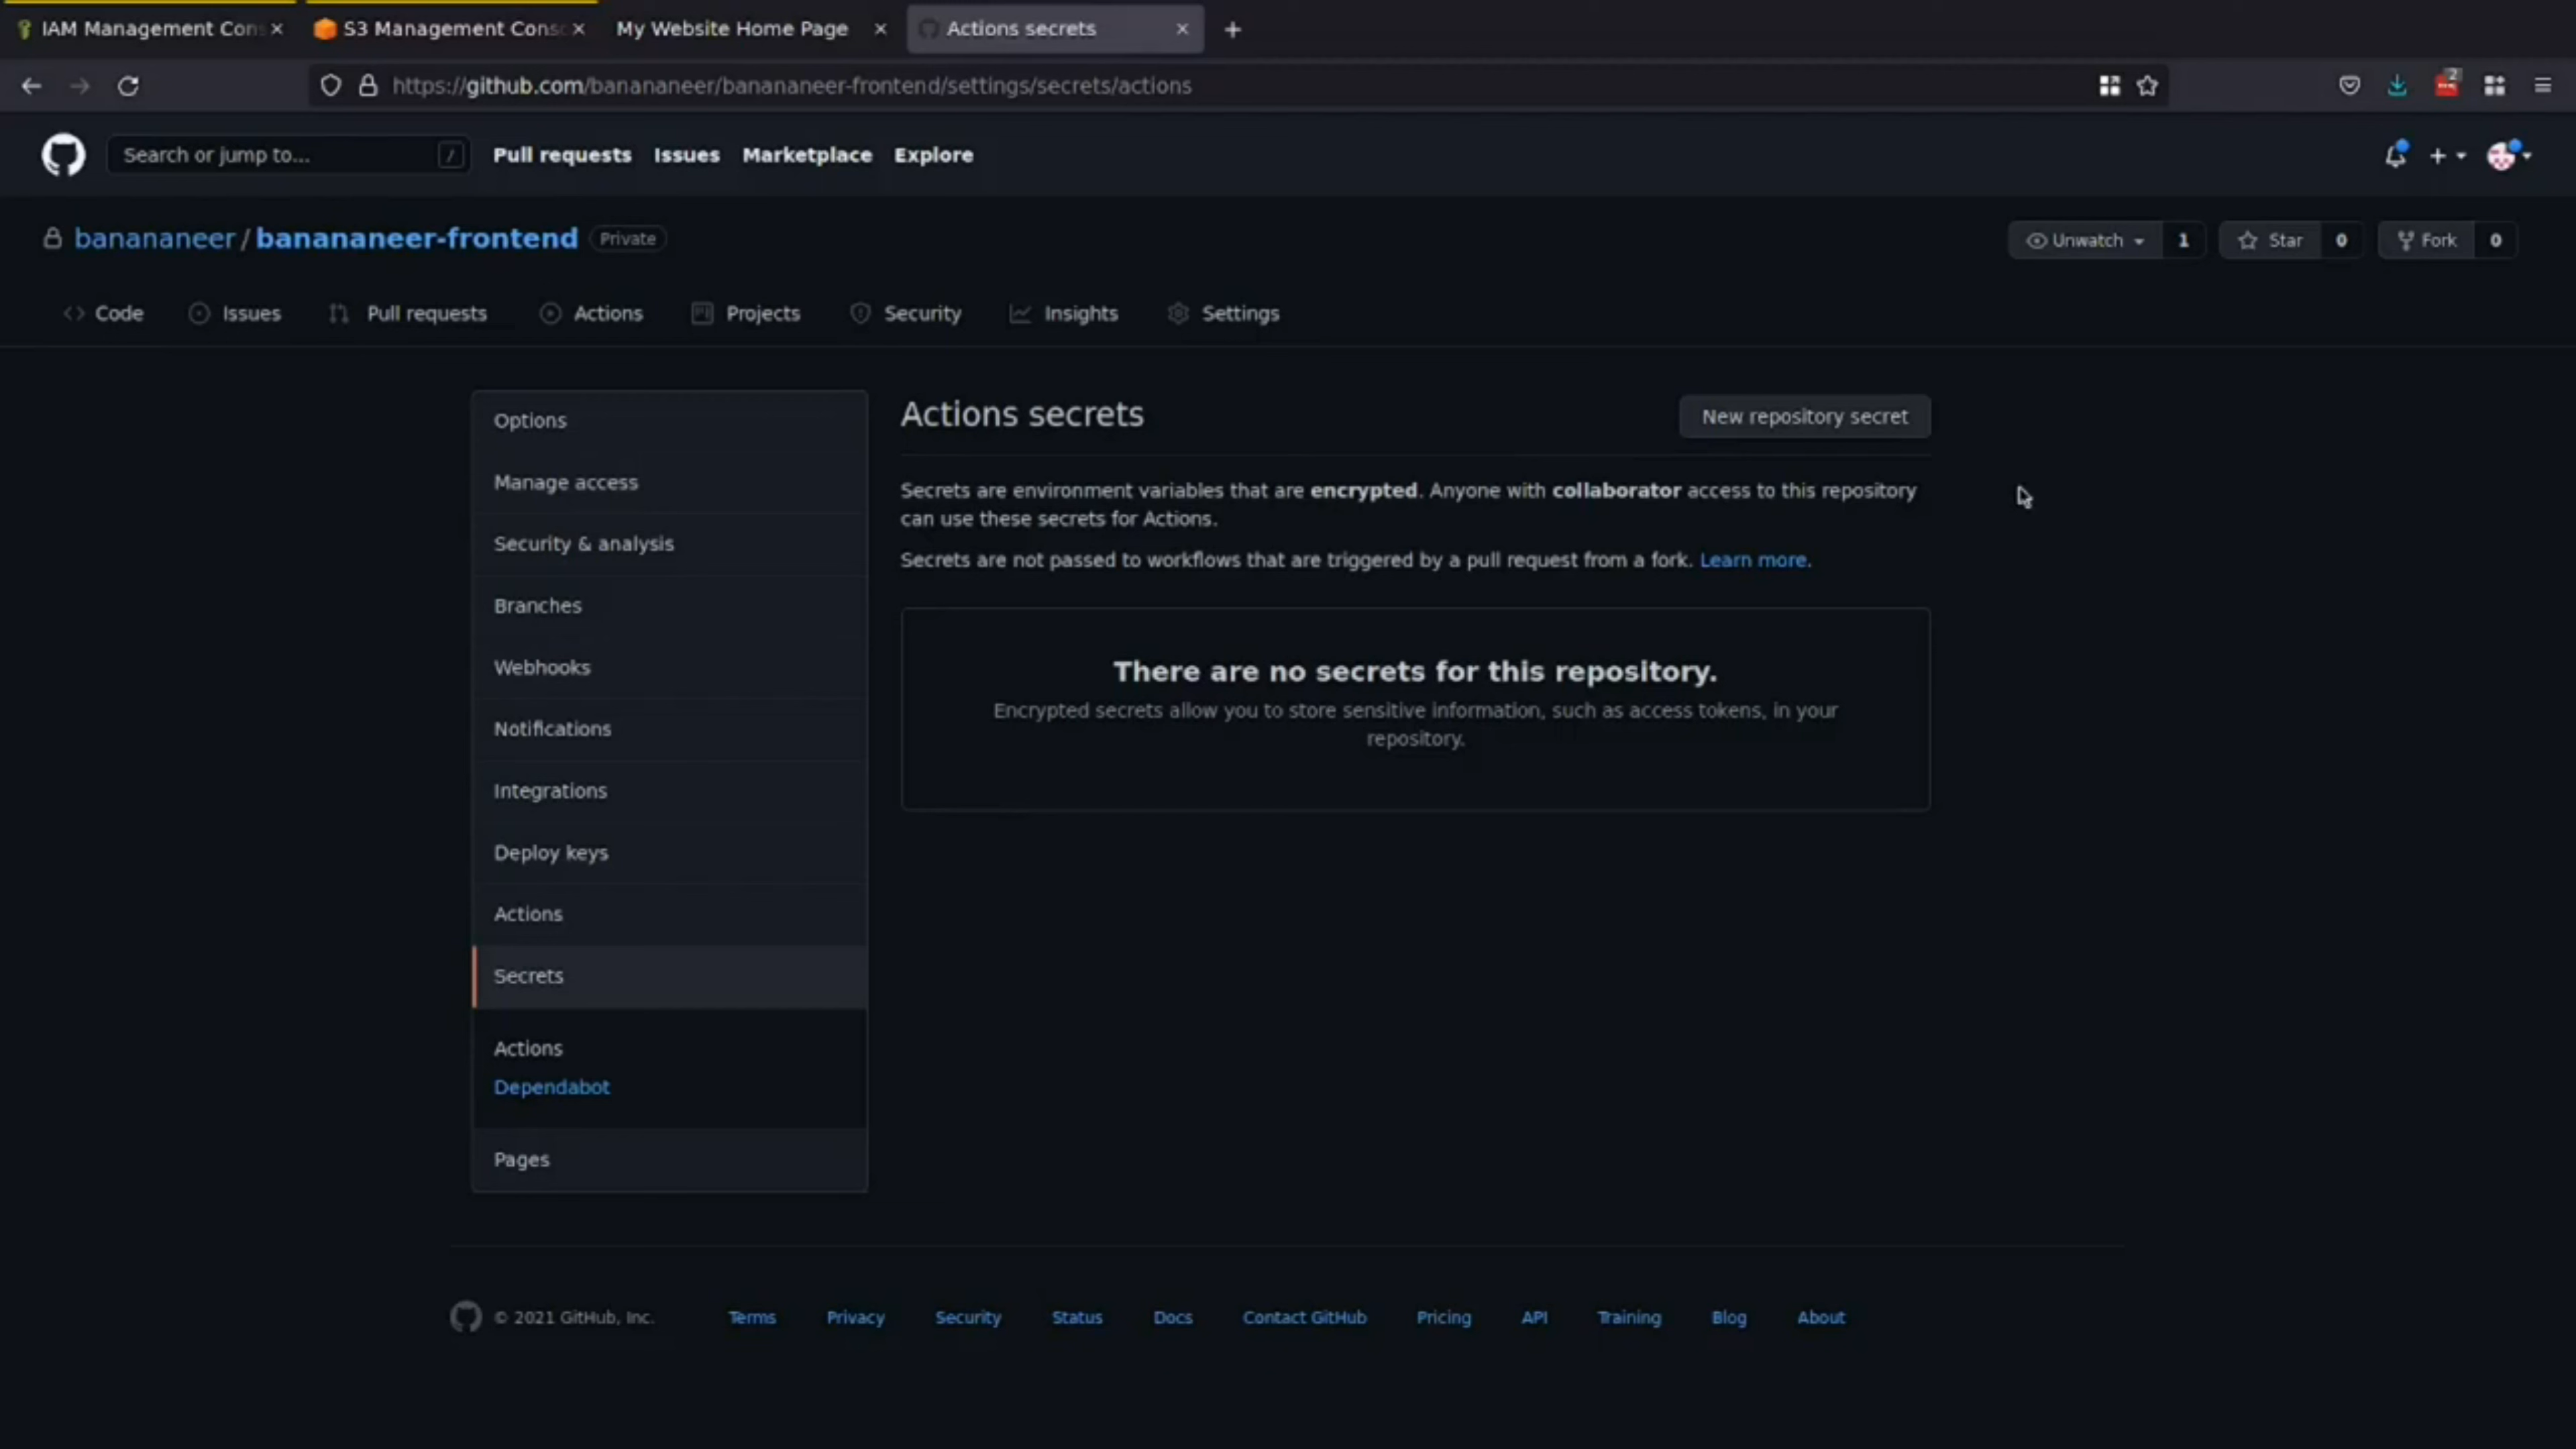 IAM Management Cons
S3 Management Conso
My Website Home Page
Actions secrets
https://github.com/banananeer/banananeer-frontend/settings/secrets/actions
2
Search or jump to...
/
Pull requests
Issues
Marketplace
Explore
banananeer / banananeer-frontend
Private
Unwatch
1
Star
0
Fork
0
Code
Issues
Pull requests
Actions
Projects
Security
Insights
Settings
Options
Manage access
Security & analysis
Branches
Webhooks
Notifications
Integrations
Deploy keys
Actions
Secrets
Actions
Dependabot
Pages
Actions secrets
New repository secret
Secrets are environment variables that are encrypted. Anyone with collaborator access to this repository
can use these secrets for Actions.
Secrets are not passed to workflows that are triggered by a pull request from a fork. Learn more.
There are no secrets for this repository.
Encrypted secrets allow you to store sensitive information, such as access tokens, in your
repository.
© 2021 GitHub, Inc.
Terms
Privacy
Security
Status
Docs
Contact GitHub
Pricing
API
Training
Blog
About